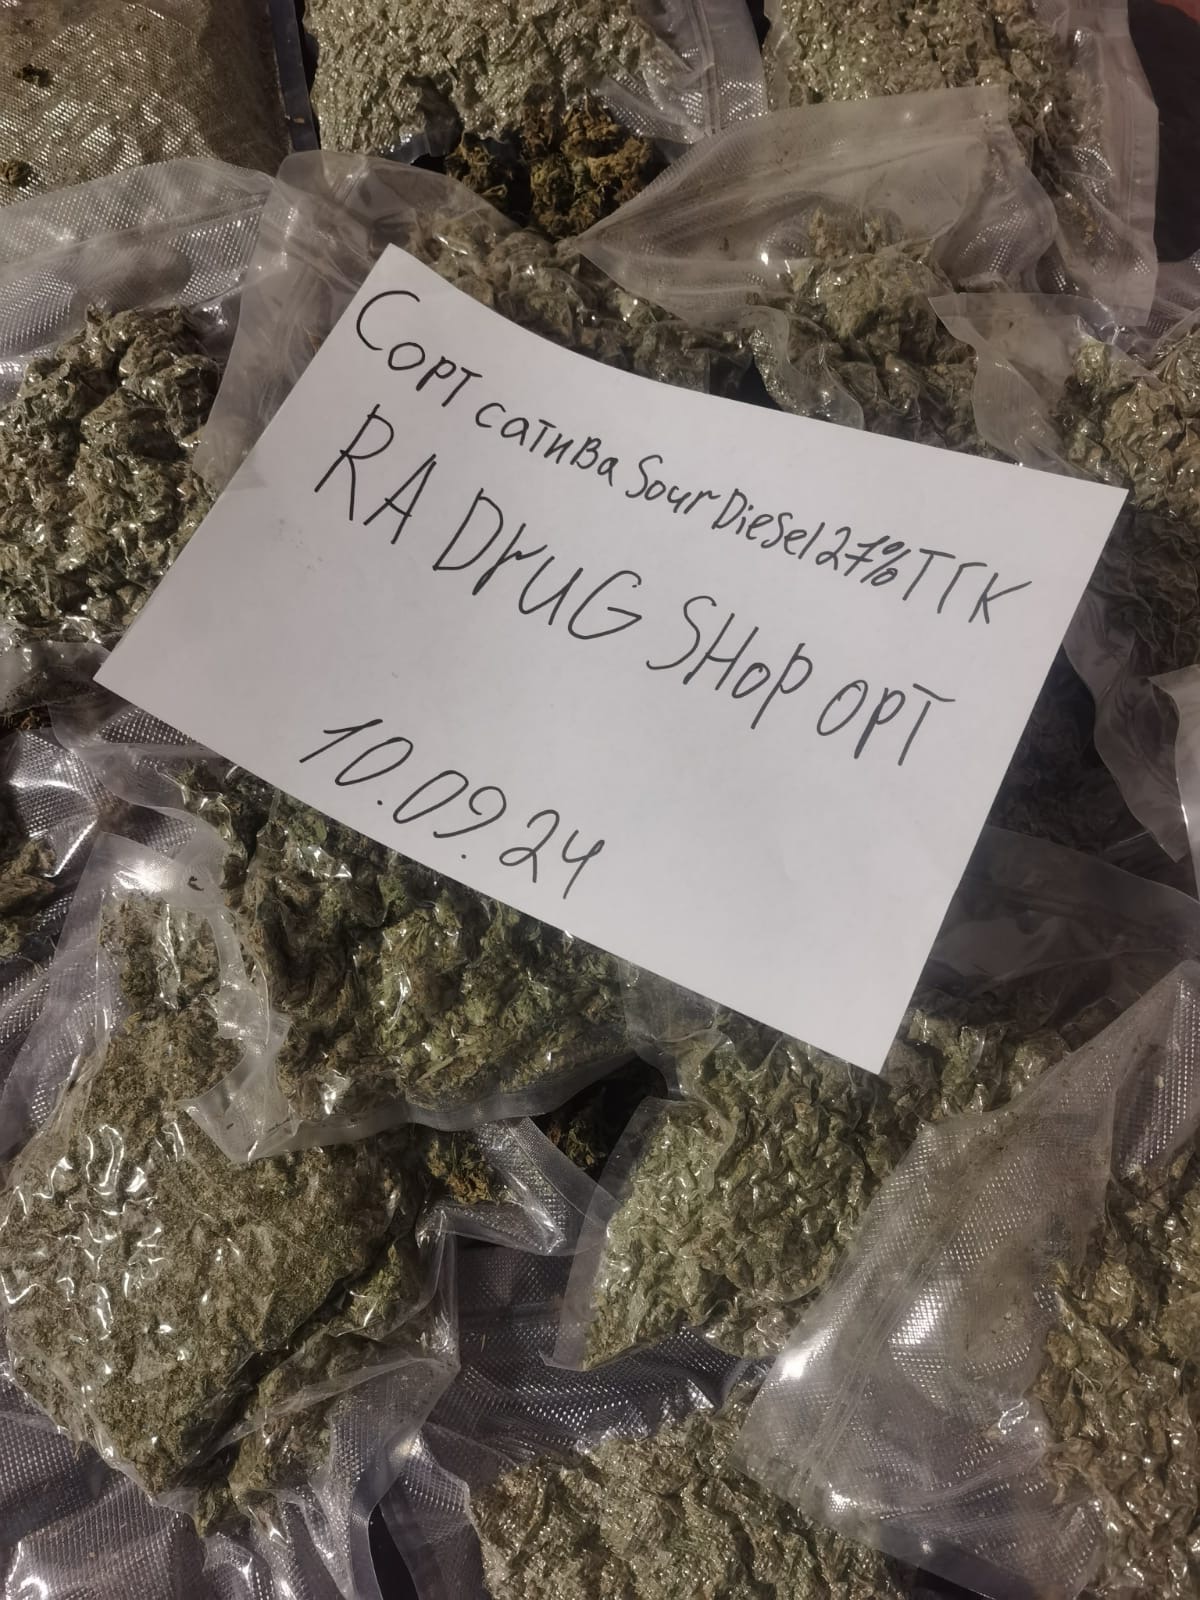 Сорт сатива Sour Diesel 27% ТГК
RA DruG SHop орт
10.09.24